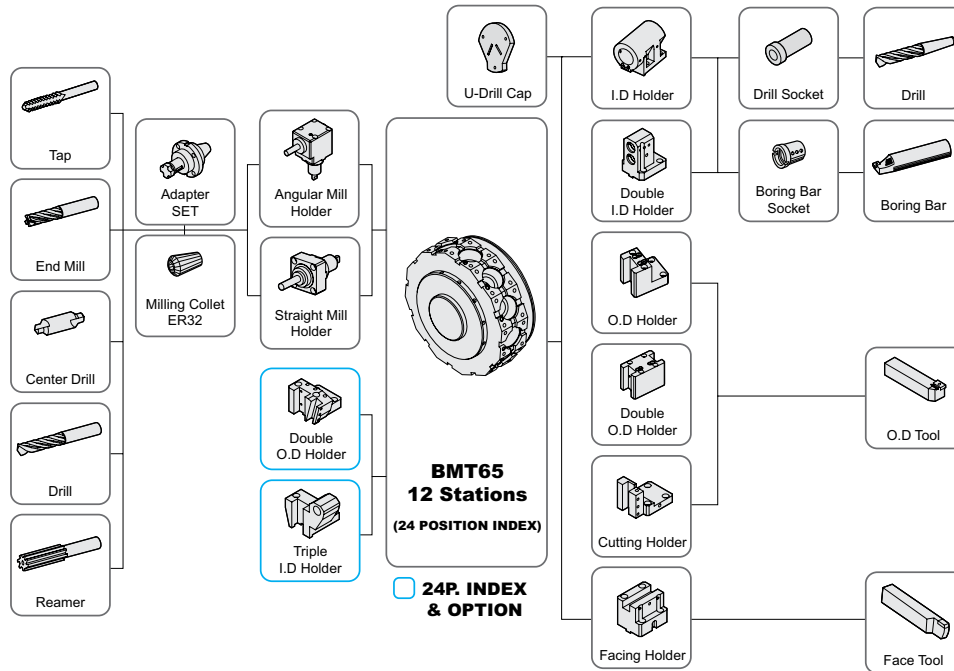 Tap
End Mill
Center Drill
Drill
Reamer
Adapter
SET
Milling Collet
ER32
Angular Mill
Holder
Straight Mill
Holder
Double
O.D Holder
Triple
I.D Holder
BMT65
12 Stations
(24 POSITION INDEX)
24P. INDEX
& OPTION
U-Drill Cap
I.D Holder
Double
I.D Holder
O.D Holder
Double
O.D Holder
Cutting Holder
Facing Holder
Drill Socket
Boring Bar
Socket
Drill
Boring Bar
O.D Tool
Face Tool